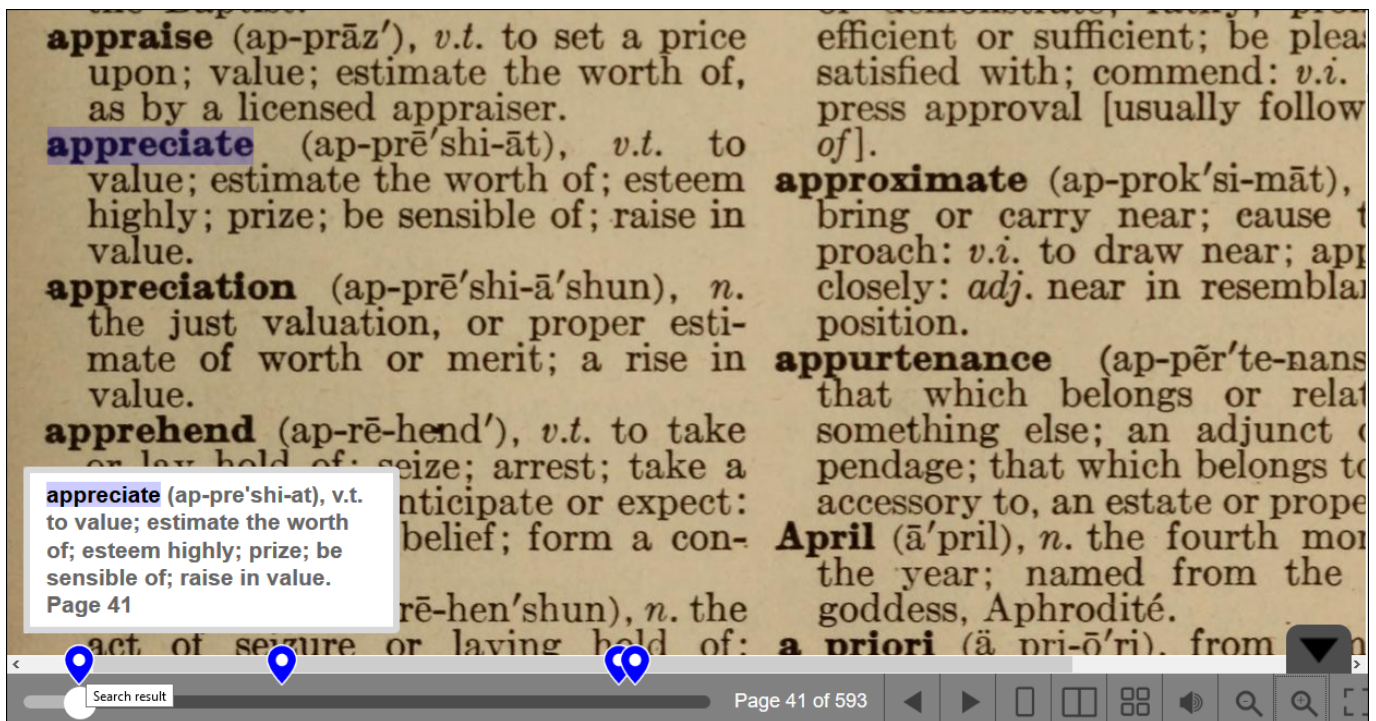 appraise (ap-prāz′), v.t. to set a price
upon; value; estimate the worth of,
as by a licensed appraiser.
appreciate (ap-prē′shi-āt), v.t. to
value; estimate the worth of; esteem
highly; prize; be sensible of; raise in
value.
appreciation (ap-prē′shi-ā′shun), n.
the just valuation, or proper esti-
mate of worth or merit; a rise in
value.
apprehend (ap-rē-hend′), v.t. to take
or lay hold of; seize; arrest; take a
nticipate or expect:
belief; form a con-
rē-hen′shun), n. the
act of seizure or laying hold of:
efficient or sufficient; be plea
satisfied with; commend: v.i.
press approval [usually follow
of].
approximate (ap-prok′si-māt),
bring or carry near; cause t
proach: v.i. to draw near; app
closely: adj. near in resembla
position.
appurtenance (ap-pẽr′te-nans
that which belongs or relat
something else; an adjunct
pendage; that which belongs to
accessory to, an estate or prope
April (ā′pril), n. the fourth mo
the year; named from the
goddess, Aphrodité.
a priori (ä pri-ō′ri), from
appreciate (ap-pre'shi-at), v.t.
to value; estimate the worth
of; esteem highly; prize; be
sensible of; raise in value.
Page 41
Search result
Page 41 of 593